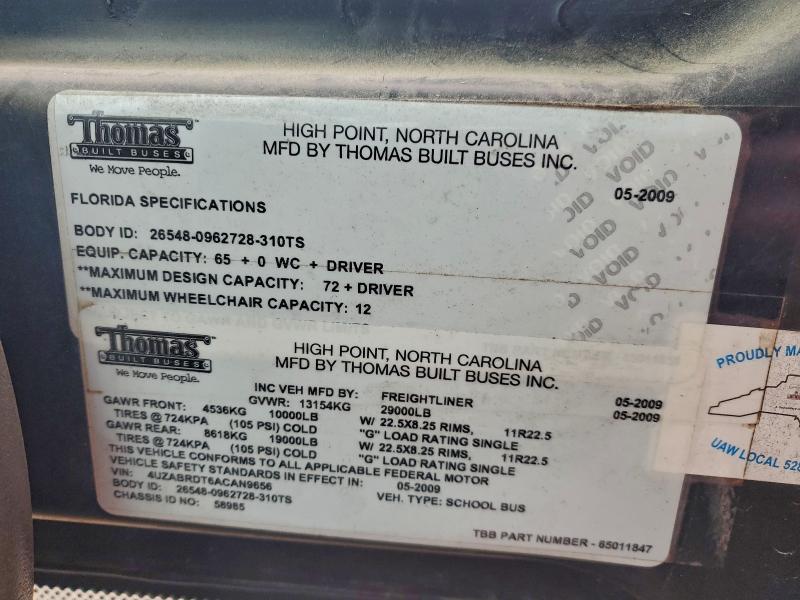 Thomas
BUILT BUSES
We Move People.
HIGH POINT, NORTH CAROLINA
MFD BY THOMAS BUILT BUSES INC.
05-2009
VOID
VOID
VOID
VOID
VOID
FLORIDA SPECIFICATIONS
BODY ID: 26548-0962728-310TS
EQUIP. CAPACITY: 65 + 0 WC + DRIVER
**MAXIMUM DESIGN CAPACITY: 72 + DRIVER
**MAXIMUM WHEELCHAIR CAPACITY: 12
Thomas
BUILT BUSES
We Move People.
HIGH POINT, NORTH CAROLINA
MFD BY THOMAS BUILT BUSES INC.
05-2009
INC VEH MFD BY: FREIGHTLINER 05-2009
GVWR: 13154KG 29000LB
GAWR FRONT: 4536KG 10000LB W/ 22.5X8.25 RIMS, 11R22.5
TIRES @ 724KPA (105 PSI) COLD "G" LOAD RATING SINGLE
GAWR REAR: 8618KG 19000LB W/ 22.5X8.25 RIMS, 11R22.5
TIRES @ 724KPA (105 PSI) COLD "G" LOAD RATING SINGLE
THIS VEHICLE CONFORMS TO ALL APPLICABLE FEDERAL MOTOR
VEHICLE SAFETY STANDARDS IN EFFECT IN: 05-2009
VIN: 4UZABRDT6ACAN9656
BODY ID: 26548-0962728-310TS VEH. TYPE: SCHOOL BUS
CHASSIS ID NO: 58985
TBB PART NUMBER - 65011847
PROUDLY MA
UAW LOCAL 528